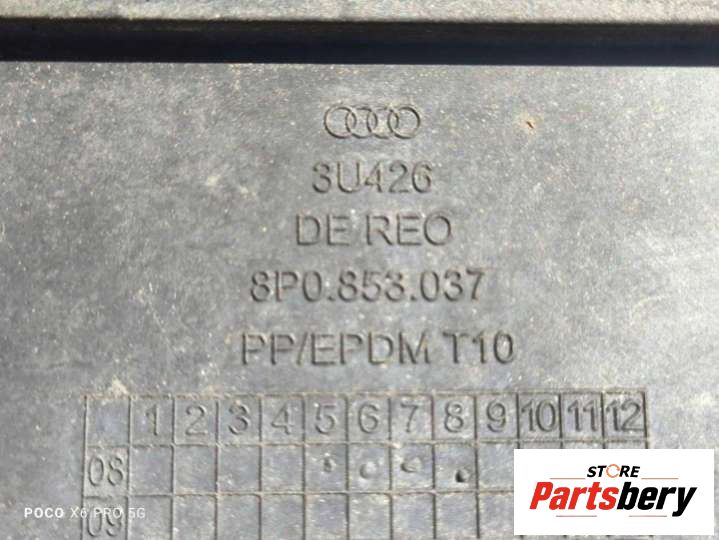 3U426
DE REO
8P0.853.037
PP/EPDM T10
1 2 3 4 5 6 7 8 9 10 11 12
08
09
POCO X6 PRO 5G
STORE
Partsbery